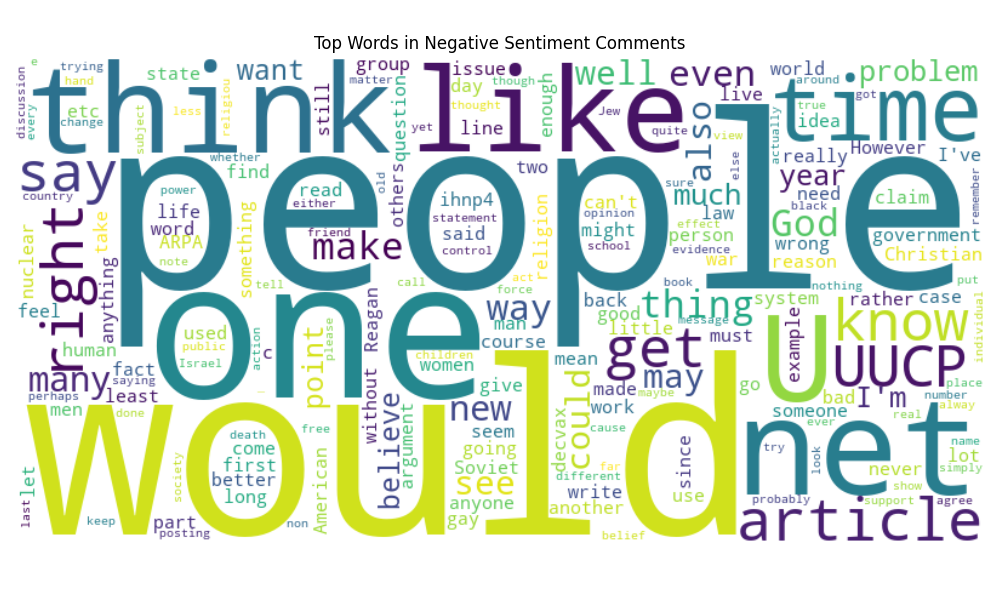 Top Words in Negative Sentiment Comments
e trying hand etc change every discussion state subject less religiou
think still group matter yet question like issue day thought line
well enough though Jew quite even live world around got true idea problem
time actually
say country people whether find power old word life ARPA note
read either friend make others two ihnp4 said statement control
can't might opinion school also much law person effect evidence war
view else sure really However I've year need black God wrong reason
claim government Christian remember
right nuclear take anything feel human something tell religion act force call
one used public Israel action c point please Reagan without
children women man course way back good little thing message book system nothing
mean get must example U know rather case put individual
many fact saying perhaps men least done
would believe argument give new seem going Soviet anyone see gay
could made maybe work cause decvax different far write another since use may
UUCP I'm place number alway bad go someone ever real
net try look never lot name simply probably show support agree
let last keep part posting society non death come first better long free American
belief article